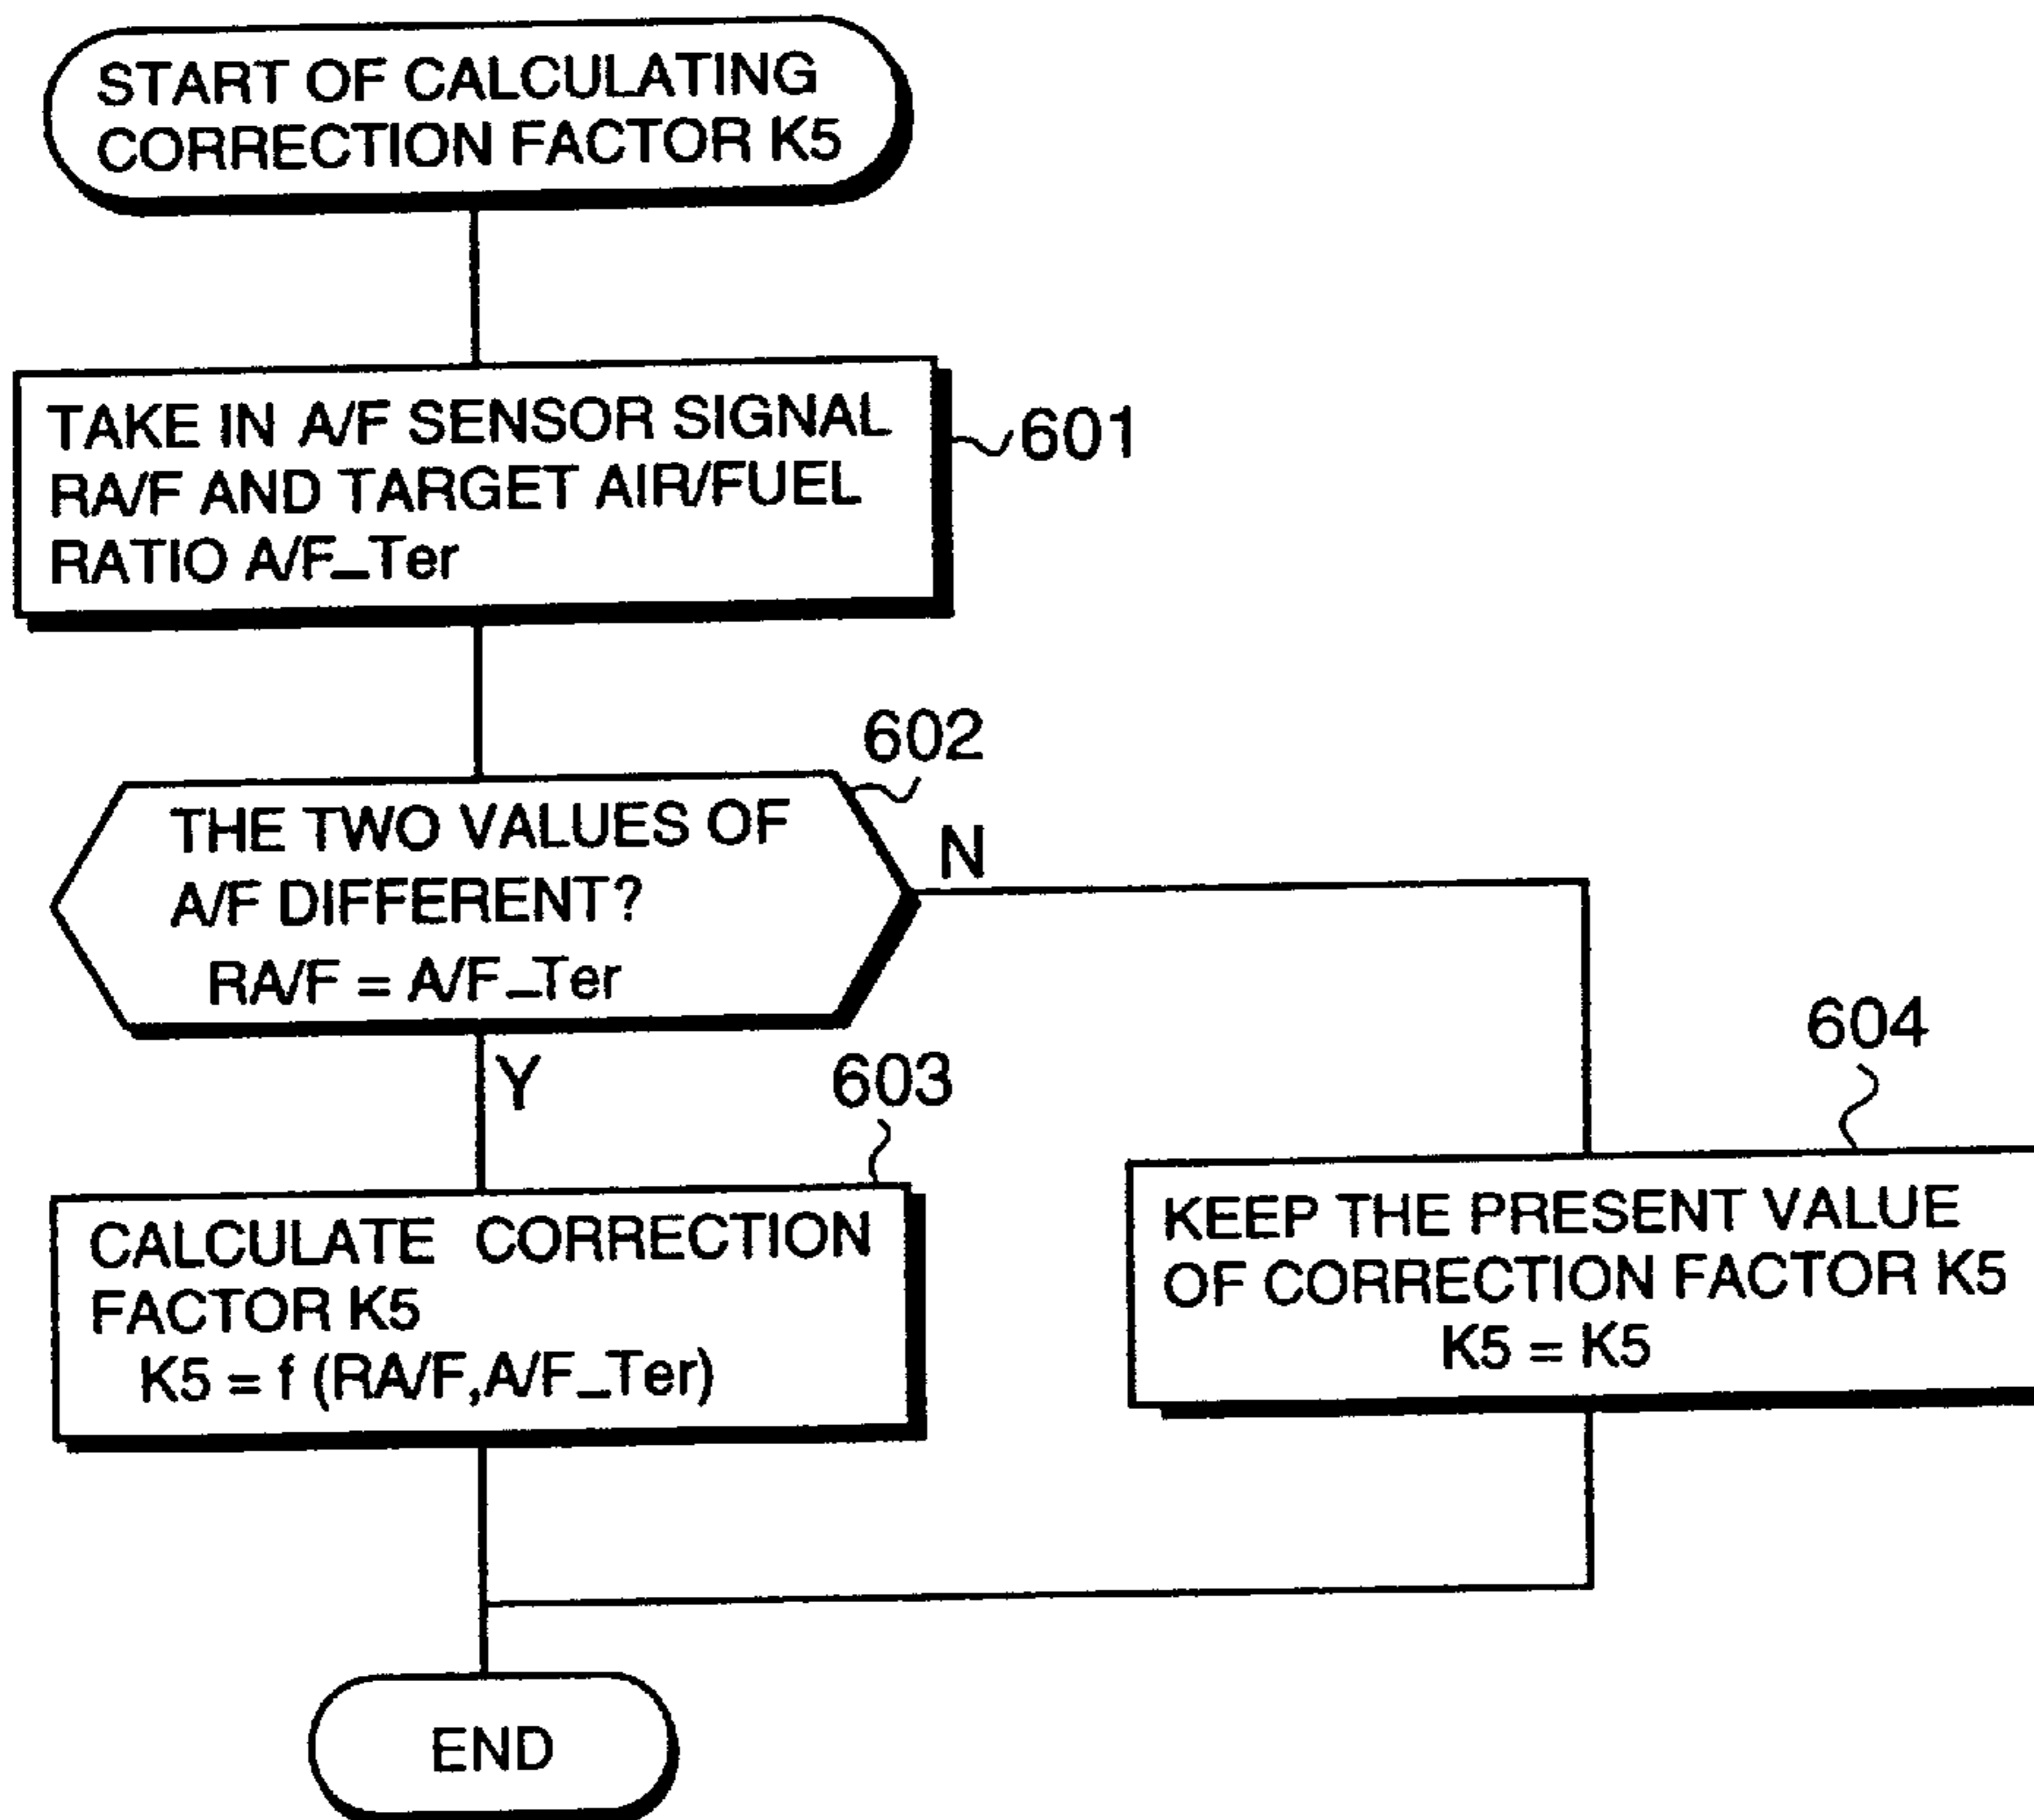 START OF CALCULATING
CORRECTION FACTOR K5
TAKE IN A/F SENSOR SIGNAL
RA/F AND TARGET AIR/FUEL
RATIO A/F_Ter
601
602
THE TWO VALUES OF
A/F DIFFERENT?
RA/F = A/F_Ter
N
Y
603
604
CALCULATE CORRECTION
FACTOR K5
K5 = f (RA/F,A/F_Ter)
KEEP THE PRESENT VALUE
OF CORRECTION FACTOR K5
K5 = K5
END